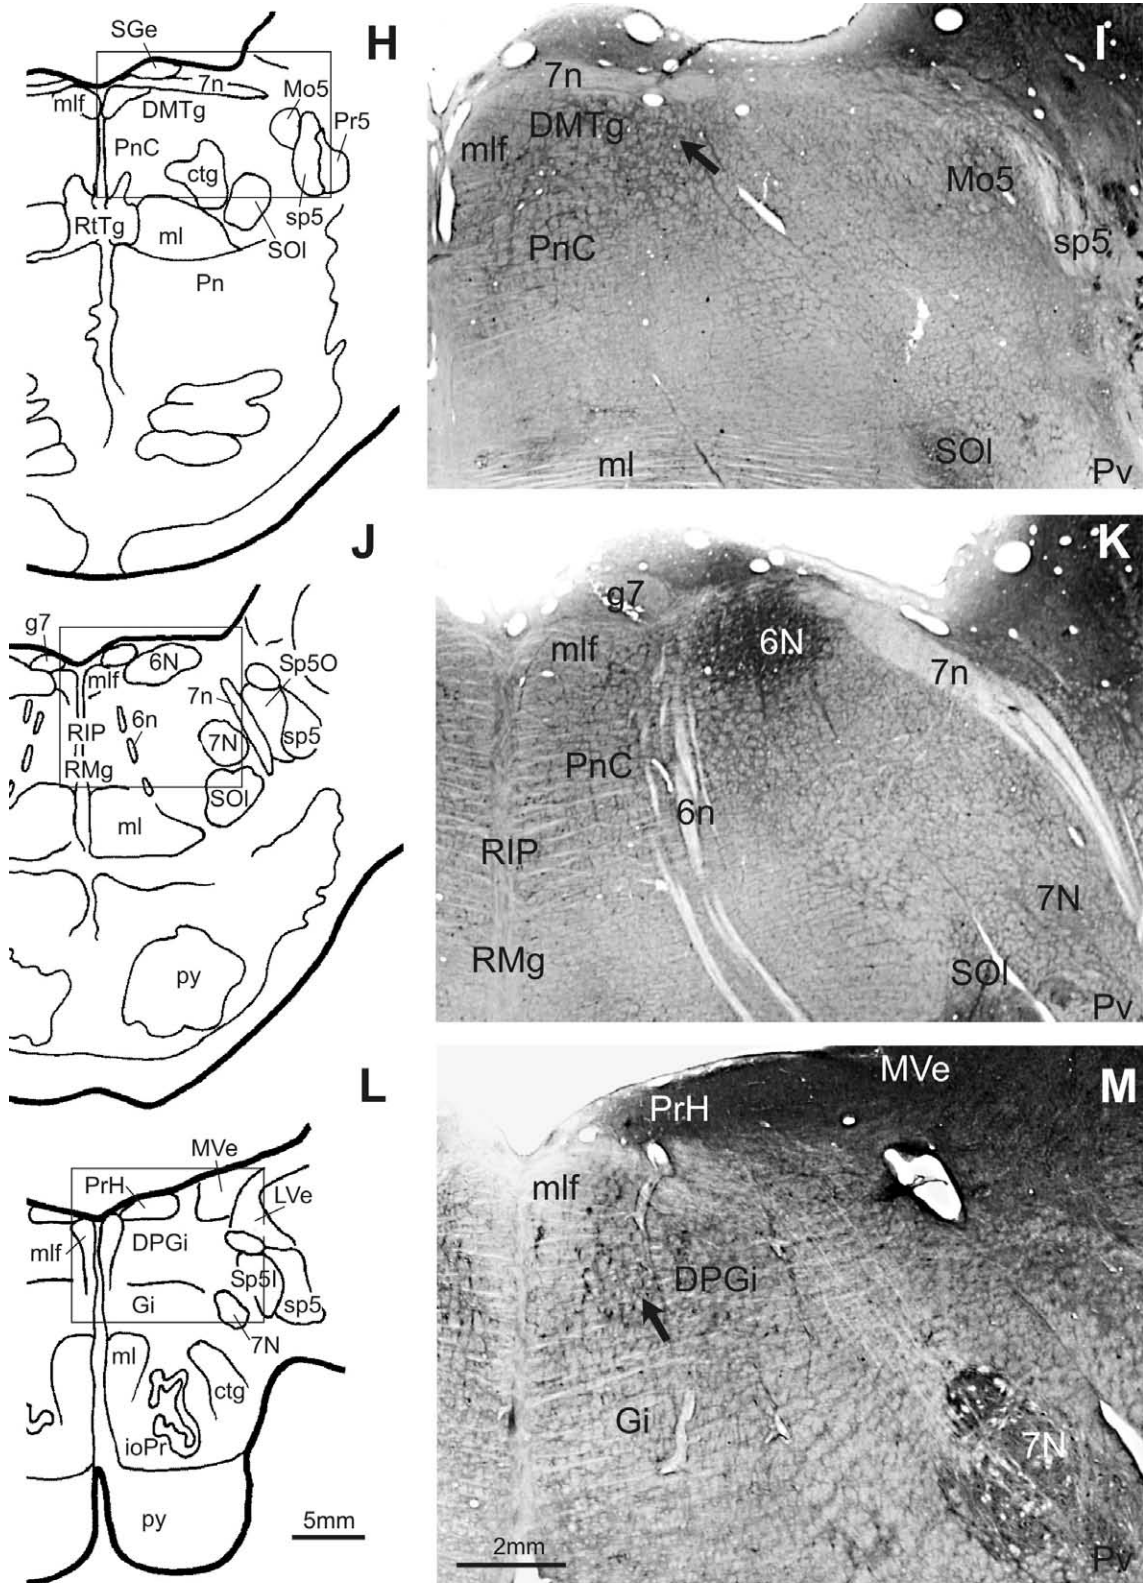 H
SGe
7n
mlf
DMTg
Mo5
Pr5
PnC
ctg
sp5
RtTg
ml
SOl
Pn
I
7n
DMTg
mlf
Mo5
PnC
sp5
SOl
ml
Pv
J
g7
6N
mlf
Sp5O
7n
RIP
6n
sp5
7N
RMg
SOl
ml
py
K
g7
6N
mlf
7n
PnC
6n
RIP
7N
RMg
SOl
Pv
L
MVe
PrH
LVe
mlf
DPGi
Sp5I
Gi
sp5
7N
ml
ctg
ioPr
py
5mm
M
MVe
PrH
mlf
DPGi
Gi
7N
2mm
Pv